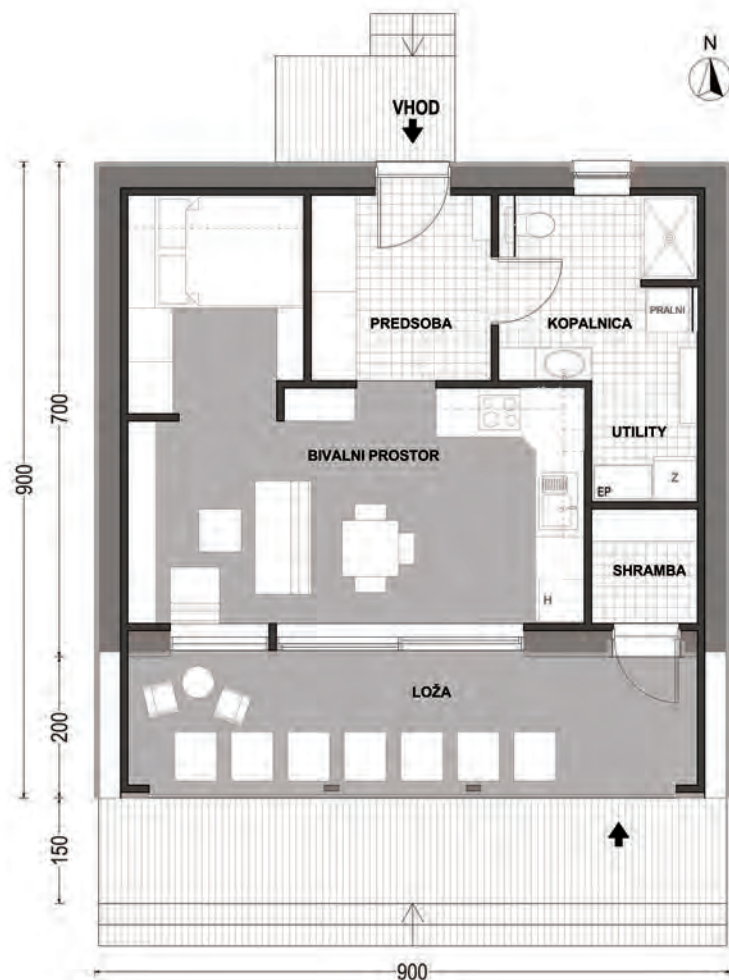 N
VHOD
PREDSOBA
KOPALNICA
PRALNI
700
900
BIVALNI PROSTOR
UTILITY
EP
Z
SHRAMBA
H
LOŽA
200
150
900